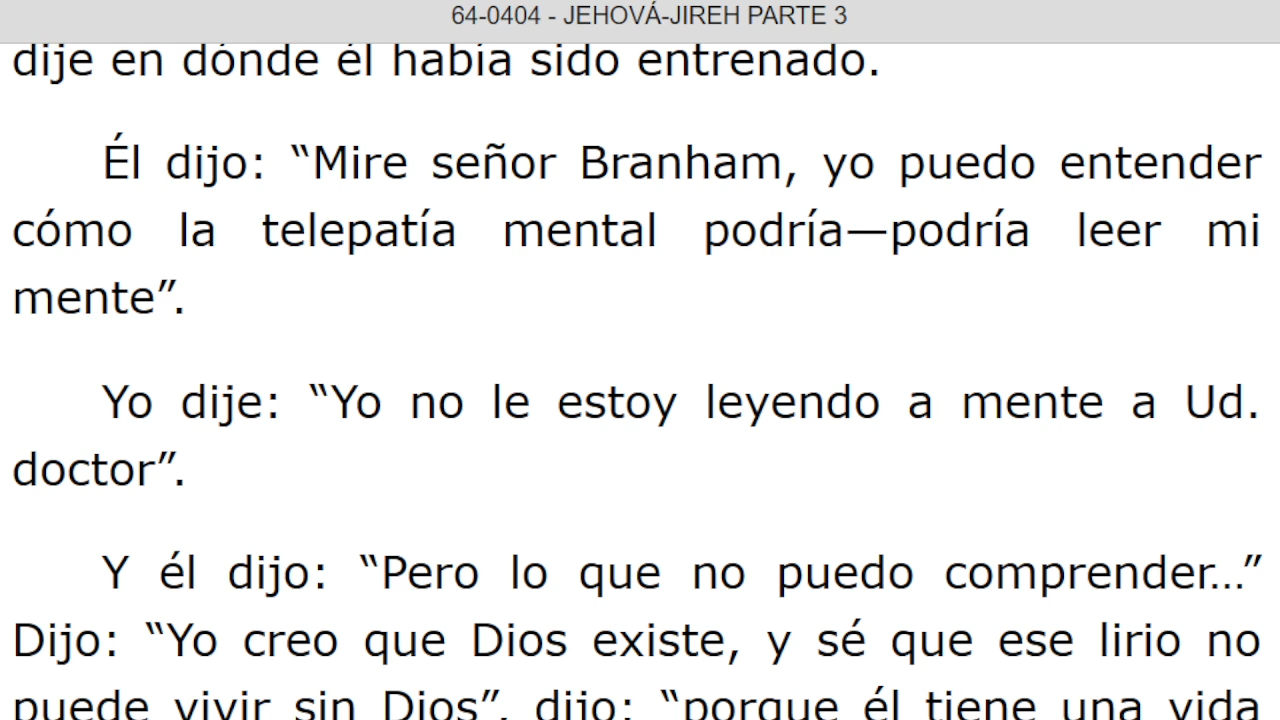 64-0404 - JEHOVÁ-JIREH PARTE 3
dije en dónde él había sido entrenado.
Él dijo: “Mire señor Branham, yo puedo entender
cómo la telepatía mental podría—podría leer mi
mente”.
Yo dije: “Yo no le estoy leyendo a mente a Ud.
doctor”.
Y él dijo: “Pero lo que no puedo comprender...”
Dijo: “Yo creo que Dios existe, y sé que ese lirio no
puede vivir sin Dios”, dijo: “porque él tiene una vida